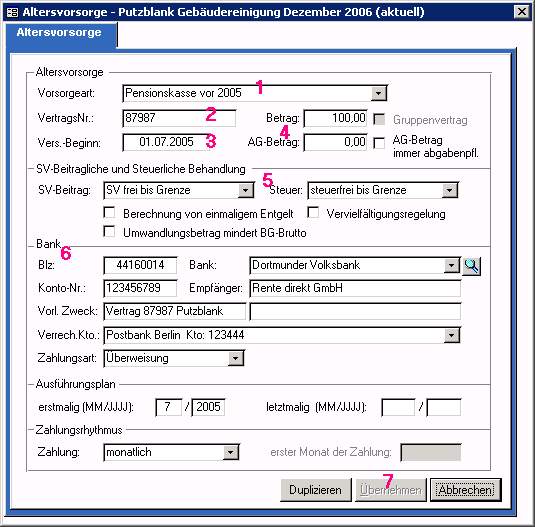 Altersvorsorge - Putzblank Gebäudereinigung Dezember 2006 (aktuell)
Altersvorsorge
Altersvorsorge
Vorsorgeart: Pensionskasse vor 2005 1
VertragsNr.: 87987 2 Betrag: 100,00 Gruppenvertrag
Vers.-Beginn: 01.07.2005 3 AG-Betrag: 4 0,00 AG-Betrag
immer abgabenpfl.
SV-Beitragliche und Steuerliche Behandlung
SV-Beitrag: SV frei bis Grenze 5 Steuer: steuerfrei bis Grenze
Berechnung von einmaligem Entgelt Vervielfältigungsregelung
Umwandlungsbetrag mindert BG-Brutto
Bank
6
Blz: 44160014 Bank: Dortmunder Volksbank
Konto-Nr.: 123456789 Empfänger: Rente direkt GmbH
Vorl. Zweck: Vertrag 87987 Putzblank
Verrech.Kto.: Postbank Berlin Kto: 123444
Zahlungsart: Überweisung
Ausführungsplan
erstmalig (MM/JJJJ): 7 / 2005 letztmalig (MM/JJJJ): /
Zahlungsrhythmus
Zahlung: monatlich erster Monat der Zahlung:
7
Duplizieren Übernehmen Abbrechen